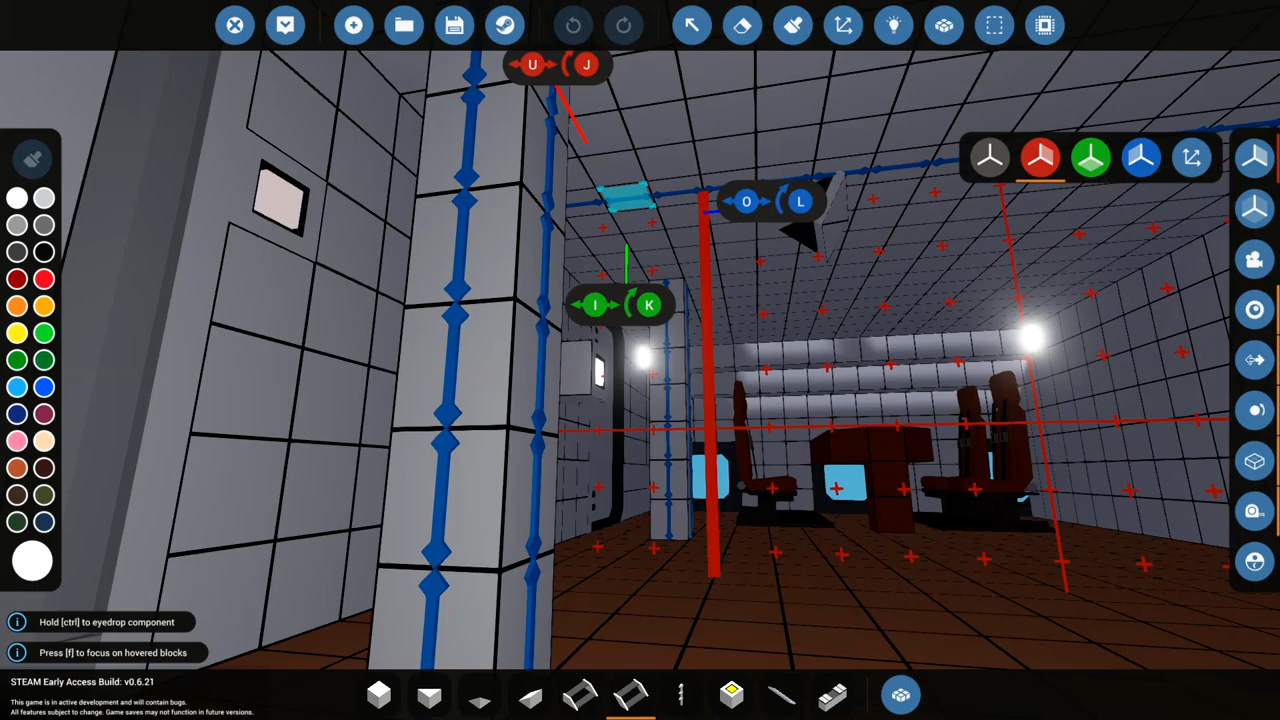 U J
O L
I K
Hold [ctrl] to eyedrop component
Press [f] to focus on hovered blocks
STEAM Early Access Build: v0.6.21
This game is in active development and will contain bugs.
All features subject to change. Game saves may not function in future versions.